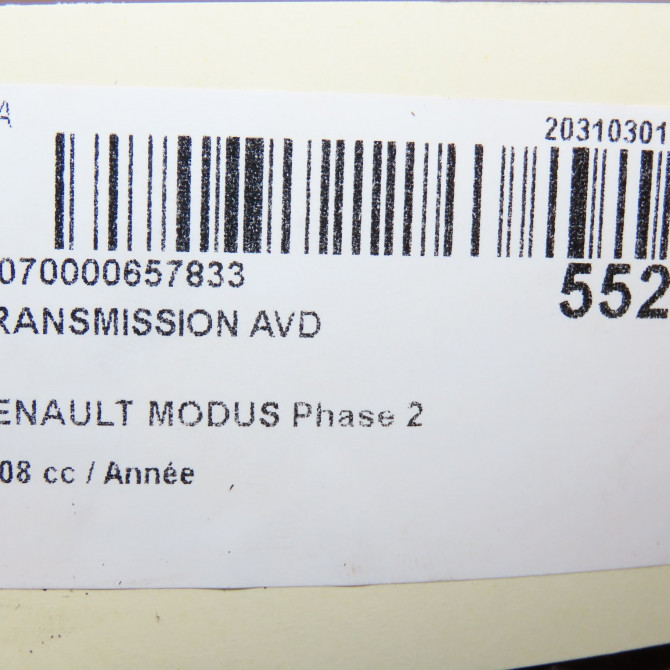 A
20310301
070000657833
552
RANSMISSION AVD
ENAULT MODUS Phase 2
08 cc / Année